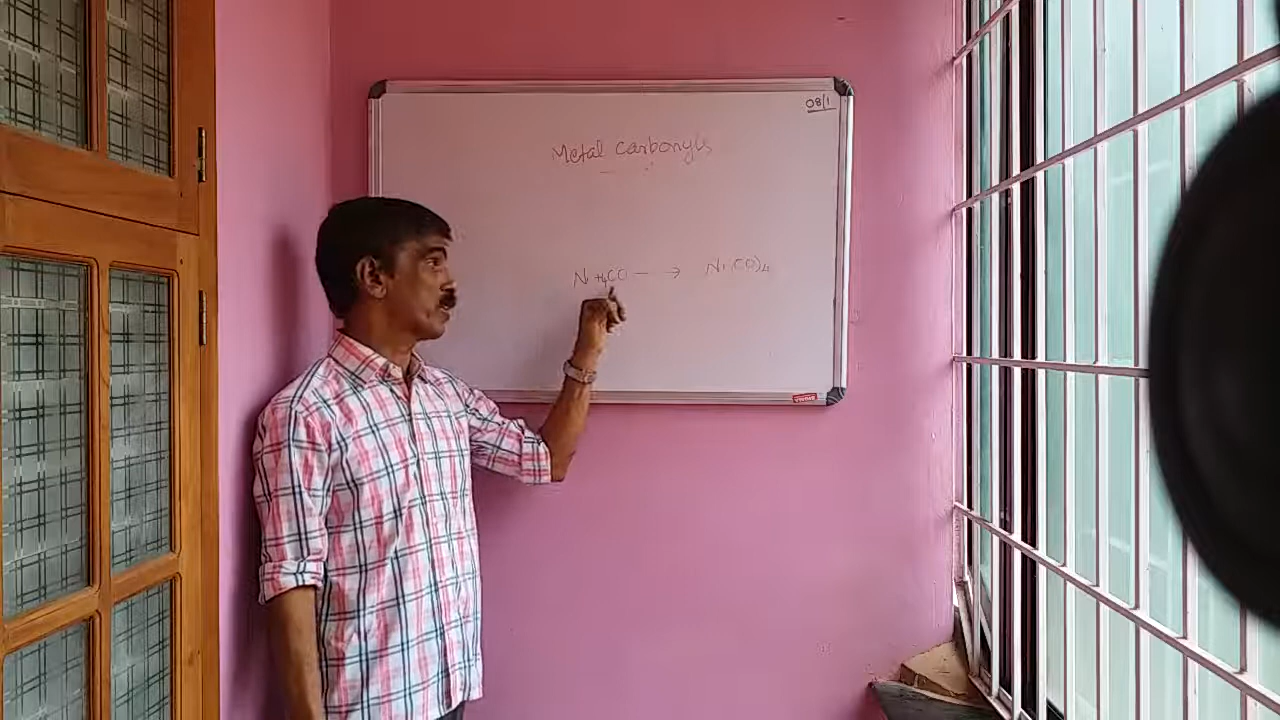 08/1
Metal Carbonyls
Ni + 4CO → Ni(CO)4